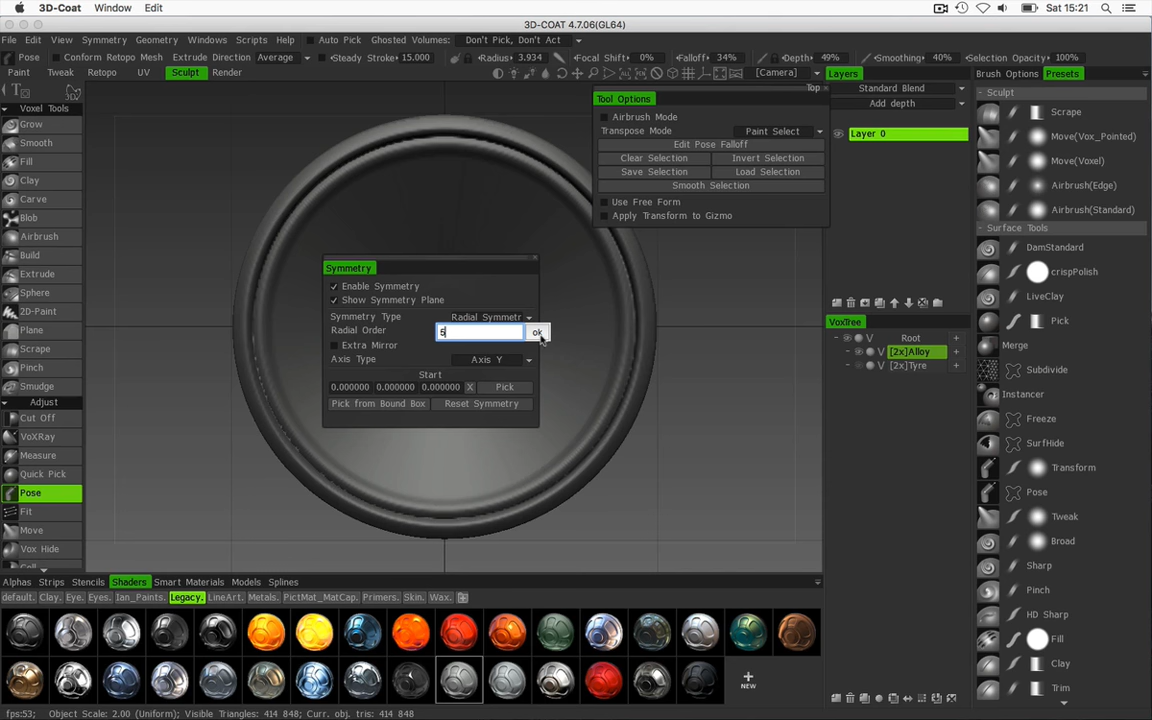 3D-Coat Window Edit Sat 15:21
3D-COAT 4.7.06(GL64)
File Edit View Symmetry Geometry Windows Scripts Help Auto Pick Ghosted Volumes: Don't Pick, Don't Act
Pose Conform Retopo Mesh Extrude Direction Average Steady Stroke 15.000 Radius 3.934 Focal Shift 0% Falloff 34% Depth 49% Smoothing 40% Selection Opacity 100%
Paint Tweak Retopo UV Sculpt Render [Camera]
Layers
Brush Options Presets
Top
Standard Blend
Add depth
Layer 0
Tool Options
Airbrush Mode
Transpose Mode Paint Select
Edit Pose Falloff
Clear Selection Invert Selection
Save Selection Load Selection
Smooth Selection
Use Free Form
Apply Transform to Gizmo
Voxel Tools
Grow
Smooth
Fill
Clay
Carve
Blob
Airbrush
Build
Extrude
Sphere
2D-Paint
Plane
Scrape
Pinch
Smudge
Adjust
Cut Off
VoXRay
Measure
Quick Pick
Pose
Fit
Move
Vox Hide
Symmetry
Enable Symmetry
Show Symmetry Plane
Symmetry Type Radial Symmetr
Radial Order 5 ok
Extra Mirror
Axis Type Axis Y
Start
0.000000 0.000000 0.000000 X Pick
Pick from Bound Box Reset Symmetry
VoxTree
V Root +
V [2x]Alloy +
V [2x]Tyre +
Sculpt
Scrape
Move(Vox_Pointed)
Move(Voxel)
Airbrush(Edge)
Airbrush(Standard)
Surface Tools
DamStandard
crispPolish
LiveClay
Pick
Merge
Subdivide
Instancer
Freeze
SurfHide
Transform
Pose
Tweak
Broad
Sharp
Pinch
HD Sharp
Fill
Clay
Trim
Alphas Strips Stencils Shaders Smart Materials Models Splines
default. Clay. Eye. Eyes. Ian_Paints. Legacy. LineArt. Metals. PictMat_MatCap. Primers. Skin. Wax.
NEW
fps:53; Object Scale: 2.00 (Uniform); Visible Triangles: 414 848; Curr. obj. tris: 414 848;